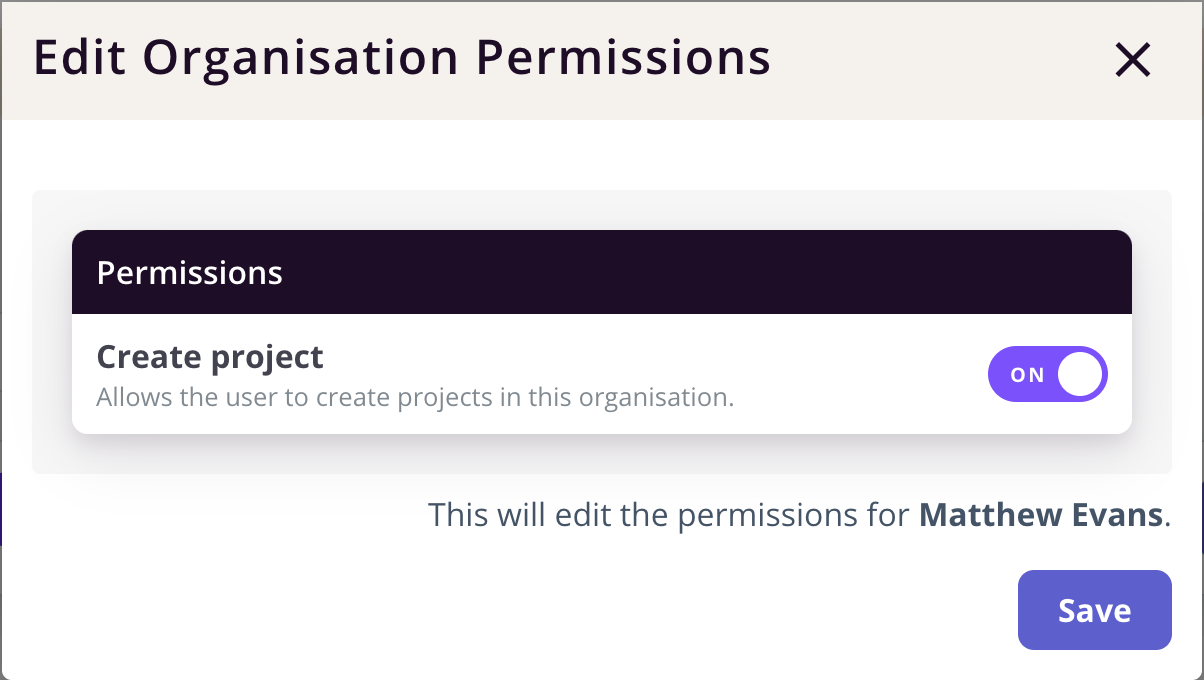 Edit Organisation Permissions
Permissions
Create project
Allows the user to create projects in this organisation.
ON
This will edit the permissions for Matthew Evans.
Save